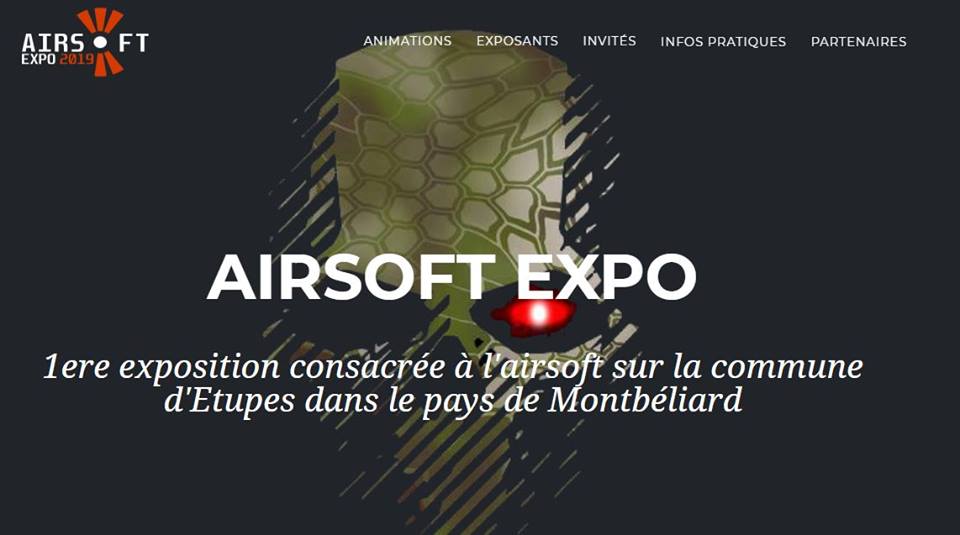 AIRSOFT
EXPO 2019
ANIMATIONS EXPOSANTS INVITÉS INFOS PRATIQUES PARTENAIRES
AIRSOFT EXPO
1ere exposition consacrée à l'airsoft sur la commune
d'Etupes dans le pays de Montbéliard